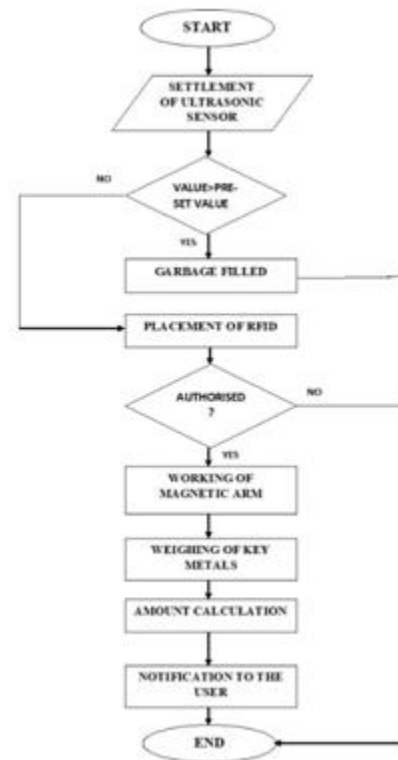 START
SETTLEMENT
OF ULTRASONIC
SENSOR
NO
VALUE>PRE-
SET VALUE
YES
GARBAGE FILLED
PLACEMENT OF RFID
AUTHORISED
?
NO
YES
WORKING OF
MAGNETIC ARM
WEIGHING OF KEY
METALS
AMOUNT CALCULATION
NOTIFICATION TO THE
USER
END